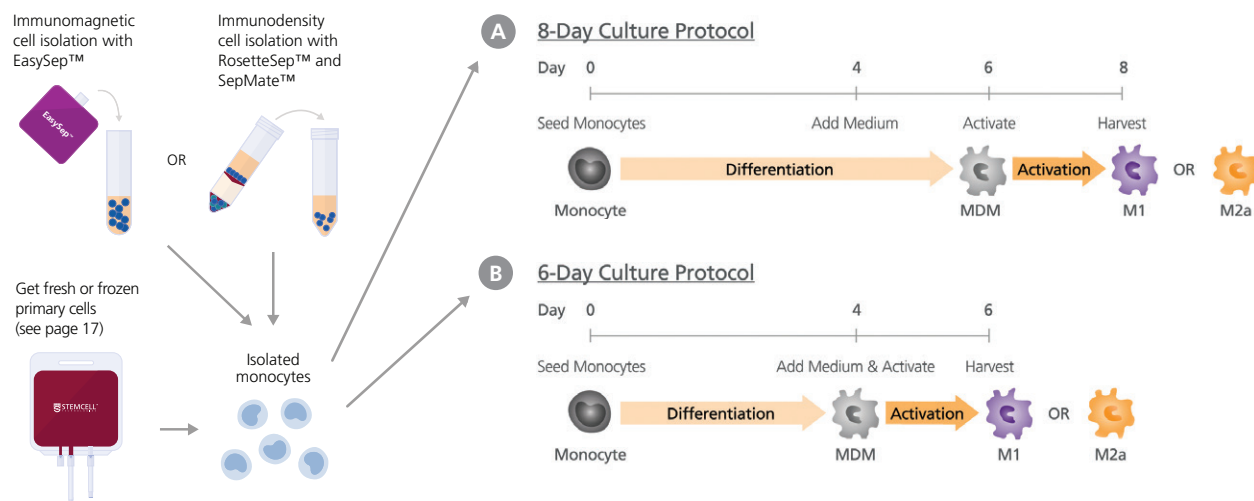 Immunomagnetic
cell isolation with
EasySep™
EasySep™
OR
Immunodensity
cell isolation with
RosetteSep™ and
SepMate™
Get fresh or frozen
primary cells
(see page 17)
STEMCELL
Isolated
monocytes
A
8-Day Culture Protocol
Day 0 4 6 8
Seed Monocytes Add Medium Activate Harvest
Differentiation Activation OR
Monocyte MDM M1 M2a
B
6-Day Culture Protocol
Day 0 4 6
Seed Monocytes Add Medium & Activate Harvest
Differentiation Activation OR
Monocyte MDM M1 M2a